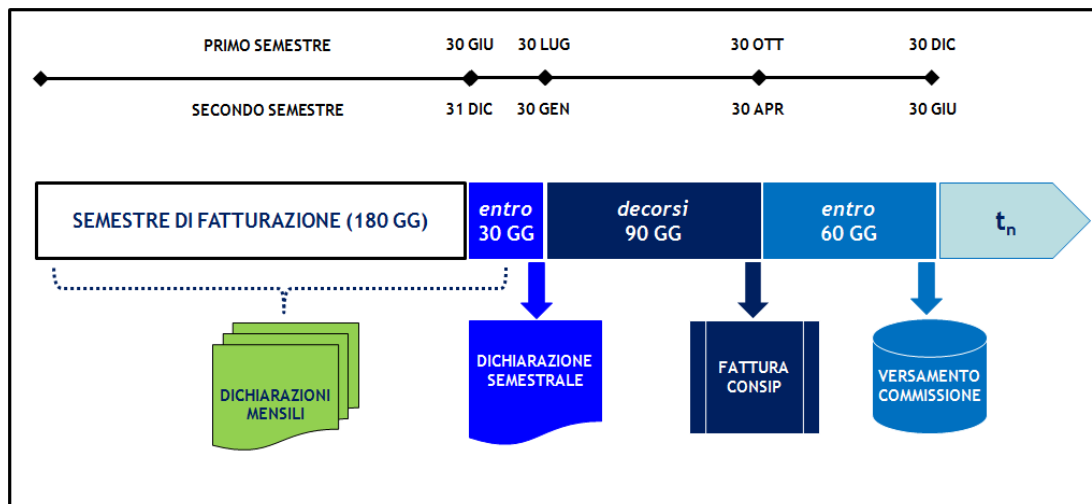 PRIMO SEMESTRE
30 GIU
30 LUG
30 OTT
30 DIC
SECONDO SEMESTRE
31 DIC
30 GEN
30 APR
30 GIU
SEMESTRE DI FATTURAZIONE (180 GG)
entro
30 GG
decorsi
90 GG
entro
60 GG
tn
DICHIARAZIONI
MENSILI
DICHIARAZIONE
SEMESTRALE
FATTURA
CONSIP
VERSAMENTO
COMMISSIONE